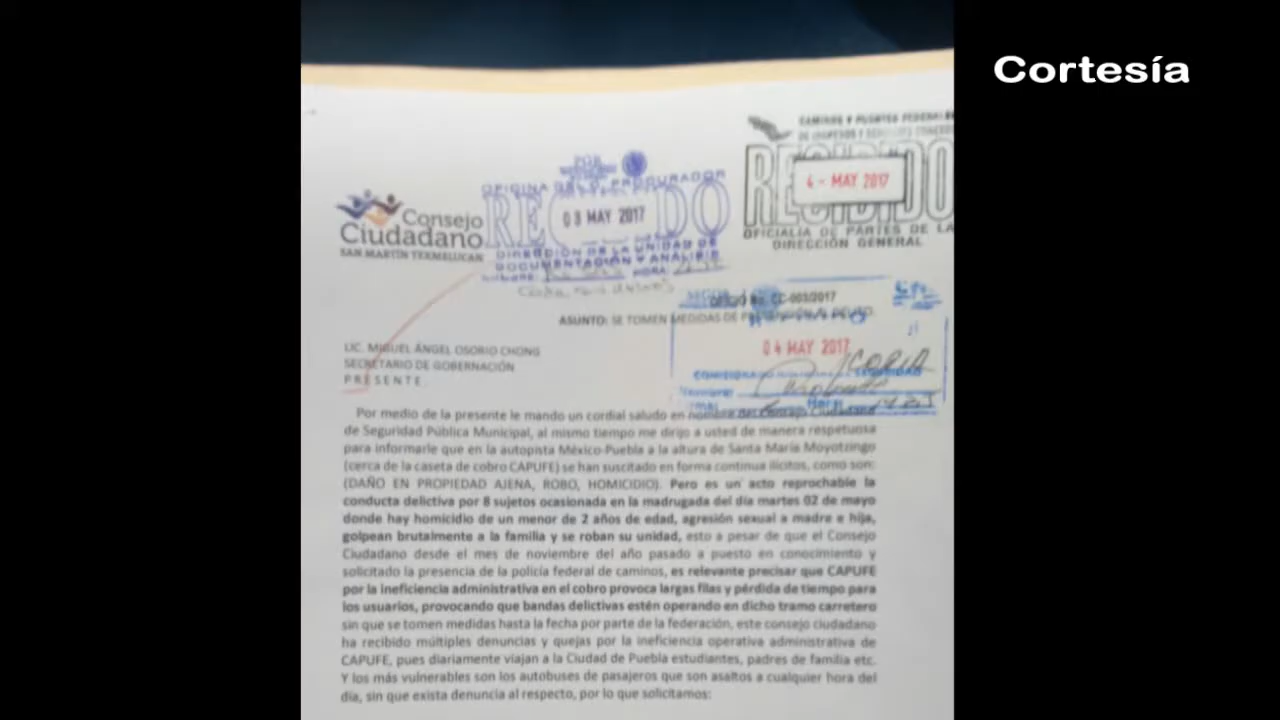 Cortesía
CAMINOS Y PUENTES FEDERALES
DE INGRESOS Y SERVICIOS
RECIDIDO
4 - MAY 2017
OFICIALIA DE PARTES DE LA
DIRECCIÓN GENERAL
Consejo
Ciudadano
SAN MARTÍN TEXMELUCAN
PGR
OFICINA DEL C. PROCURADOR
RECIBIDO
08 MAY 2017
DIRECCIÓN DE LA UNIDAD DE
DOCUMENTACIÓN Y ANÁLISIS
HORA:
SEGOB
OFICIO No. CC-003/2017
ASUNTO: SE TOMEN MEDIDAS DE PREVENCIÓN AL DELITO.
04 MAY 2017
LIC. MIGUEL ÁNGEL OSORIO CHONG
SECRETARIO DE GOBERNACIÓN
P R E S E N T E
Por medio de la presente le mando un cordial saludo en nombre del Consejo Ciudadano
de Seguridad Pública Municipal, al mismo tiempo me dirijo a usted de manera respetuosa
para informarle que en la autopista México-Puebla a la altura de Santa María Moyotzingo
(cerca de la caseta de cobro CAPUFE) se han suscitado en forma continua ilícitos, como son:
(DAÑO EN PROPIEDAD AJENA, ROBO, HOMICIDIO). Pero es un acto reprochable la
conducta delictiva por 8 sujetos ocasionada en la madrugada del día martes 02 de mayo
donde hay homicidio de un menor de 2 años de edad, agresión sexual a madre e hija,
golpean brutalmente a la familia y se roban su unidad, esto a pesar de que el Consejo
Ciudadano desde el mes de noviembre del año pasado a puesto en conocimiento y
solicitado la presencia de la policía federal de caminos, es relevante precisar que CAPUFE
por la ineficiencia administrativa en el cobro provoca largas filas y pérdida de tiempo para
los usuarios, provocando que bandas delictivas estén operando en dicho tramo carretero
sin que se tomen medidas hasta la fecha por parte de la federación, este consejo ciudadano
ha recibido múltiples denuncias y quejas por la ineficiencia operativa administrativa de
CAPUFE, pues diariamente viajan a la Ciudad de Puebla estudiantes, padres de familia etc.
Y los más vulnerables son los autobuses de pasajeros que son asaltos a cualquier hora del
día, sin que exista denuncia al respecto, por lo que solicitamos: